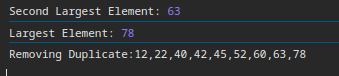 Second Largest Element: 63
Largest Element: 78
Removing Duplicate:12,22,40,42,45,52,60,63,78